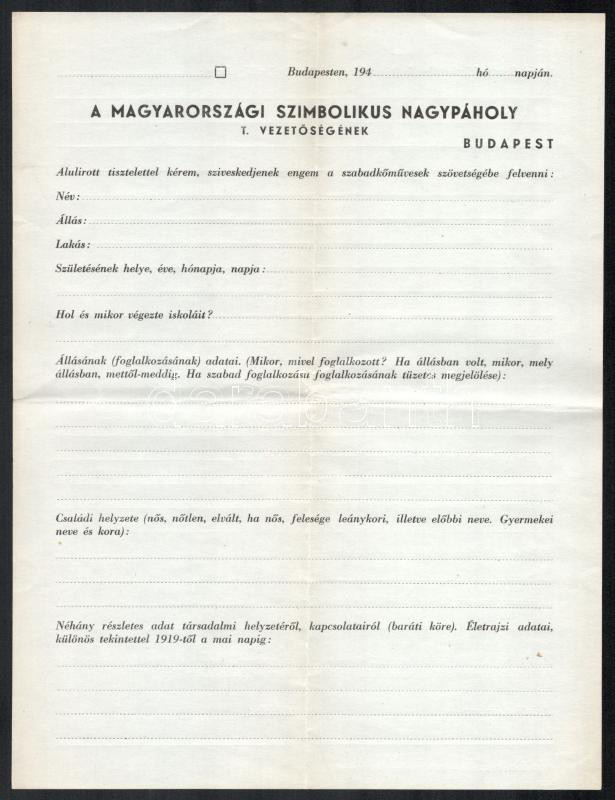 ☐ Budapesten, 194 hó napján.
A MAGYARORSZÁGI SZIMBOLIKUS NAGYPÁHOLY
T. VEZETŐSÉGÉNEK
BUDAPEST
Alulirott tisztelettel kérem, sziveskedjenek engem a szabadkőművesek szövetségébe felvenni:
Név:
Állás:
Lakás:
Születésének helye, éve, hónapja, napja:
Hol és mikor végezte iskoláit?
Állásának (foglalkozásának) adatai. (Mikor, mivel foglalkozott? Ha állásban volt, mikor, mely
állásban, mettől-meddig. Ha szabad foglalkozásu foglalkozásának tüzetes megjelölése):
darabanth
Családi helyzete (nős, nőtlen, elvált, ha nős, felesége leánykori, illetve előbbi neve. Gyermekei
neve és kora):
Néhány részletes adat társadalmi helyzetéről, kapcsolatairól (baráti köre). Életrajzi adatai,
különös tekintettel 1919-től a mai napig: